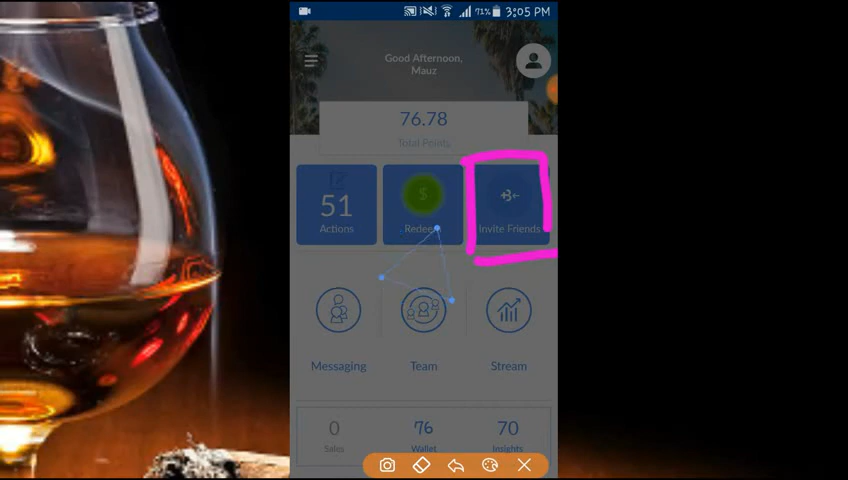 71% 3:05 PM
Good Afternoon,
Mauz
76.78
Total Points
51
Actions
$
Redeem
Invite Friends
Messaging
Team
Stream
0
76
70
Sales
Wallet
Insights